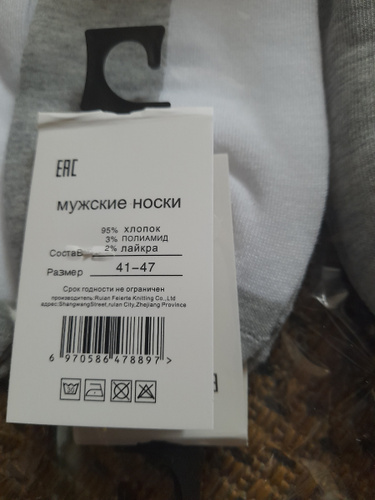 EAC
мужские носки
95% хлопок
3% ПОЛИАМИД
2% лайкра
Состав
Размер 41-47
Срок годности не ограничен
производитель:Ruian Feierte Knitting Co.,Ltd
адрес:ShengwangStreet,ruian City,Zhejiang Province
6 970586 478897 >